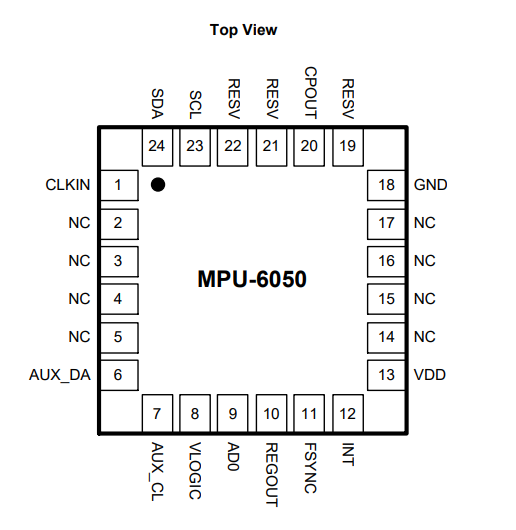 Top View
SDA SCL RESV RESV CPOUT RESV
24 23 22 21 20 19
CLKIN 1 18 GND
NC 2 17 NC
NC 3 16 NC
MPU-6050
NC 4 15 NC
NC 5 14 NC
AUX_DA 6 13 VDD
7 8 9 10 11 12
AUX_CL VLOGIC AD0 REGOUT FSYNC INT